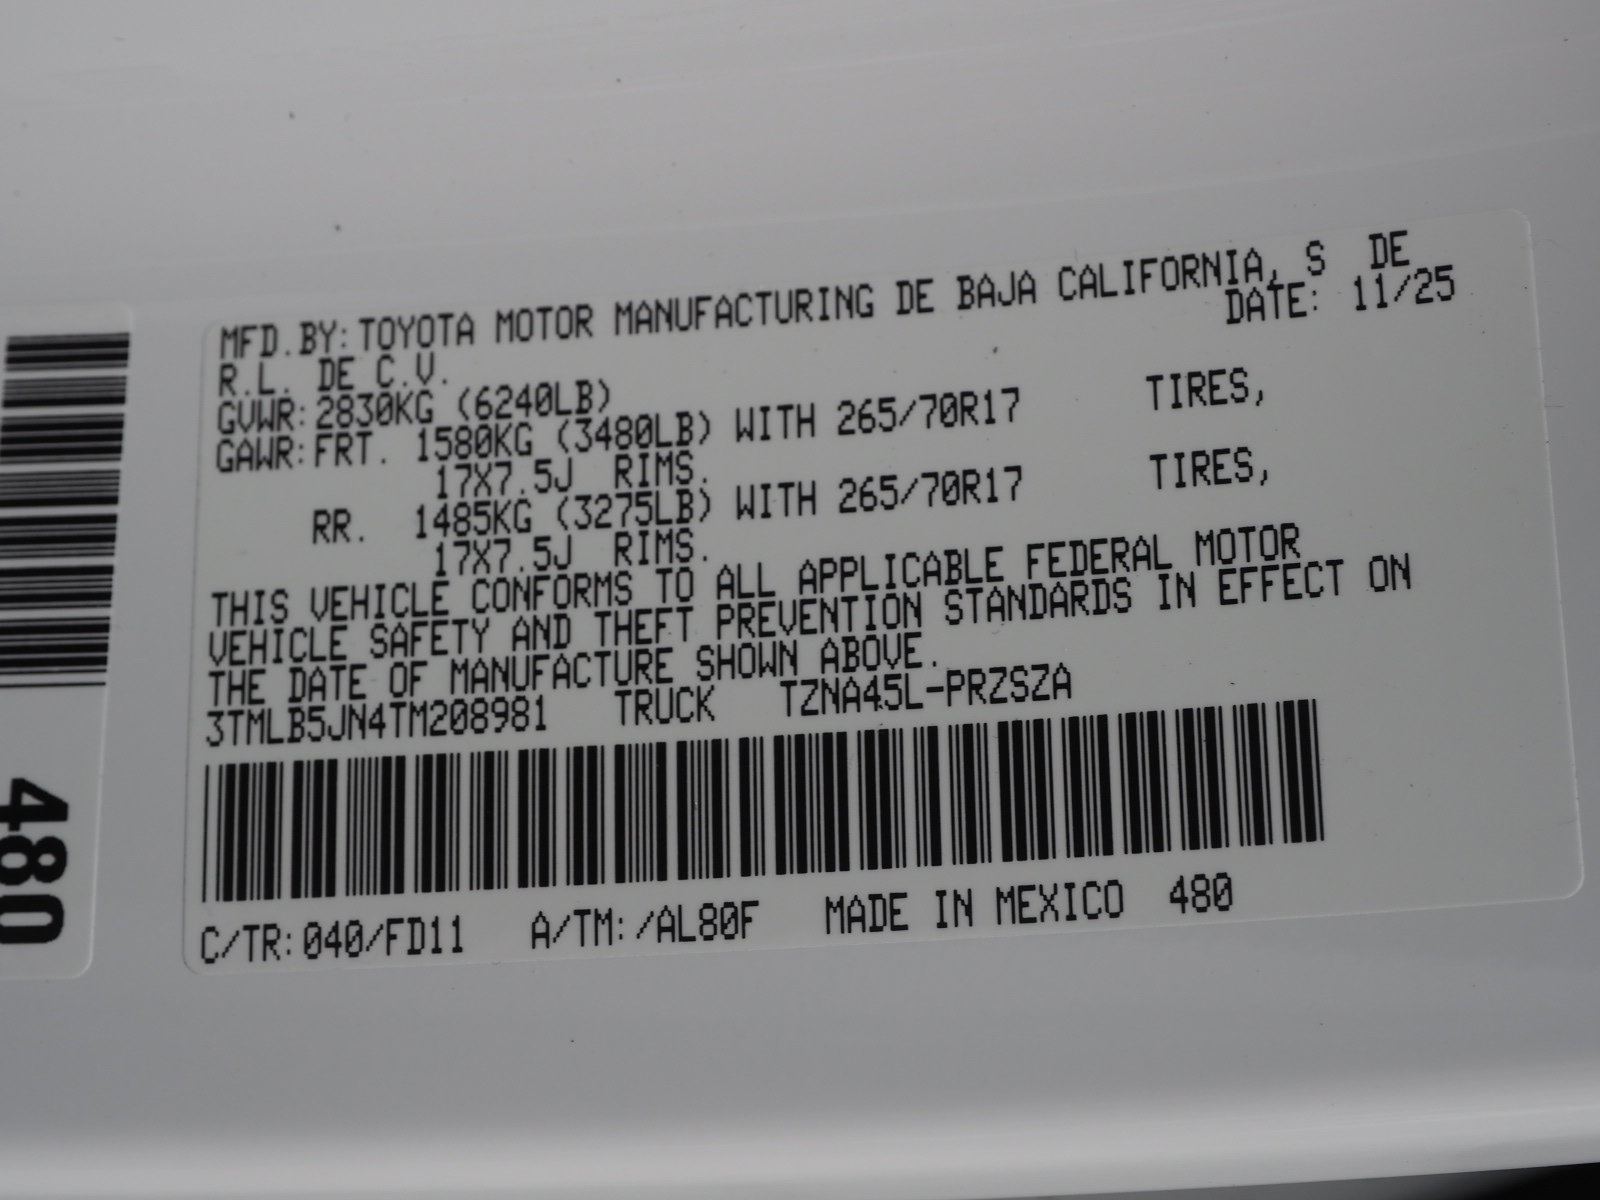 MFD.BY:TOYOTA MOTOR MANUFACTURING DE BAJA CALIFORNIA, S DE
R.L. DE C.V. DATE: 11/25
GVWR:2830KG (6240LB)
GAWR:FRT. 1580KG (3480LB) WITH 265/70R17 TIRES,
17X7.5J RIMS.
RR. 1485KG (3275LB) WITH 265/70R17 TIRES,
17X7.5J RIMS.
THIS VEHICLE CONFORMS TO ALL APPLICABLE FEDERAL MOTOR
VEHICLE SAFETY AND THEFT PREVENTION STANDARDS IN EFFECT ON
THE DATE OF MANUFACTURE SHOWN ABOVE.
3TMLB5JN4TM208981 TRUCK TZNA45L-PRZSZA
C/TR:040/FD11 A/TM:/AL80F MADE IN MEXICO 480
480